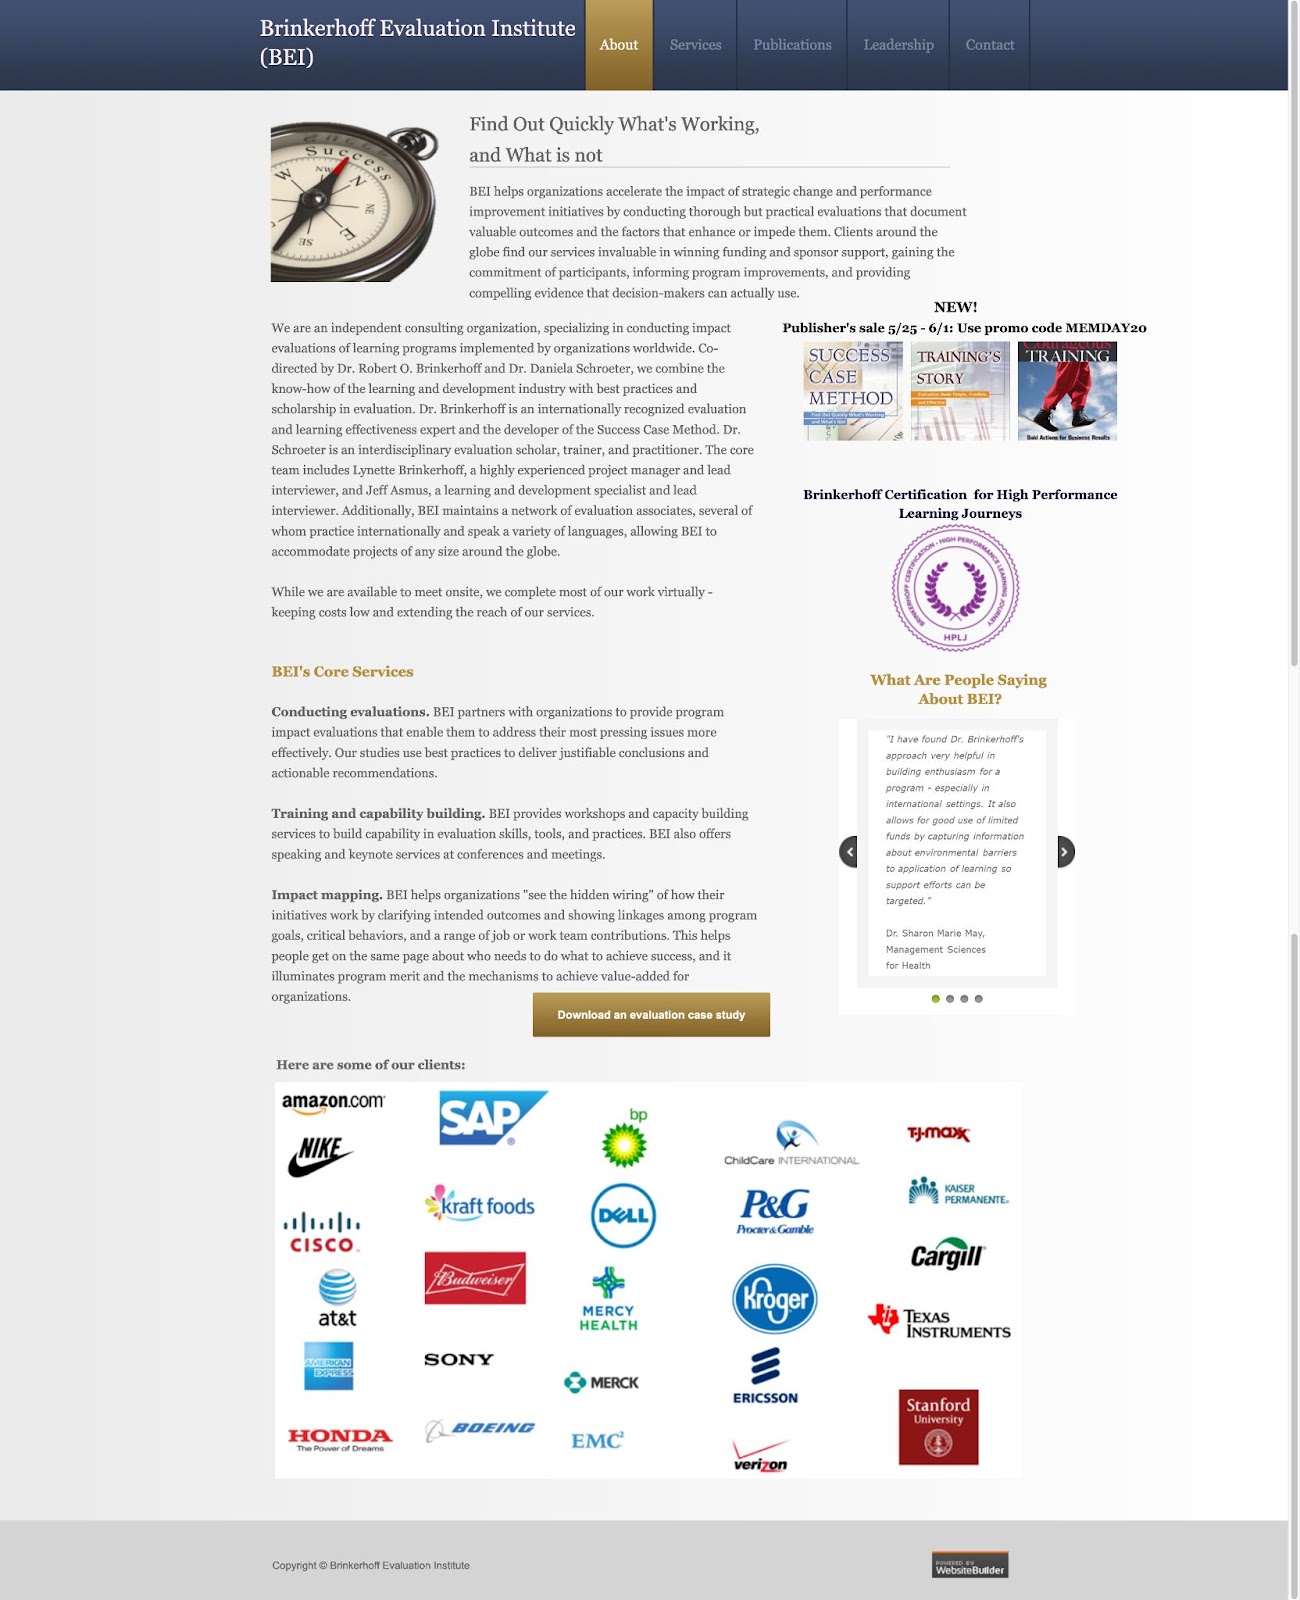 Brinkerhoff Evaluation Institute
(BEI)
About
Services
Publications
Leadership
Contact
Success
NW
W
N
NE
E
SE
Find Out Quickly What's Working,
and What is not
BEI helps organizations accelerate the impact of strategic change and performance
improvement initiatives by conducting thorough but practical evaluations that document
valuable outcomes and the factors that enhance or impede them. Clients around the
globe find our services invaluable in winning funding and sponsor support, gaining the
commitment of participants, informing program improvements, and providing
compelling evidence that decision-makers can actually use.
We are an independent consulting organization, specializing in conducting impact
evaluations of learning programs implemented by organizations worldwide. Co-
directed by Dr. Robert O. Brinkerhoff and Dr. Daniela Schroeter, we combine the
know-how of the learning and development industry with best practices and
scholarship in evaluation. Dr. Brinkerhoff is an internationally recognized evaluation
and learning effectiveness expert and the developer of the Success Case Method. Dr.
Schroeter is an interdisciplinary evaluation scholar, trainer, and practitioner. The core
team includes Lynette Brinkerhoff, a highly experienced project manager and lead
interviewer, and Jeff Asmus, a learning and development specialist and lead
interviewer. Additionally, BEI maintains a network of evaluation associates, several of
whom practice internationally and speak a variety of languages, allowing BEI to
accommodate projects of any size around the globe.
While we are available to meet onsite, we complete most of our work virtually -
keeping costs low and extending the reach of our services.
BEI's Core Services
Conducting evaluations. BEI partners with organizations to provide program
impact evaluations that enable them to address their most pressing issues more
effectively. Our studies use best practices to deliver justifiable conclusions and
actionable recommendations.
Training and capability building. BEI provides workshops and capacity building
services to build capability in evaluation skills, tools, and practices. BEI also offers
speaking and keynote services at conferences and meetings.
Impact mapping. BEI helps organizations "see the hidden wiring" of how their
initiatives work by clarifying intended outcomes and showing linkages among program
goals, critical behaviors, and a range of job or work team contributions. This helps
people get on the same page about who needs to do what to achieve success, and it
illuminates program merit and the mechanisms to achieve value-added for
organizations.
Download an evaluation case study
NEW!
Publisher's sale 5/25 - 6/1: Use promo code MEMDAY20
SUCCESS
CASE
METHOD
Find Out Quickly What's Working
and What's Not
TRAINING'S
STORY
Evaluation Made Simple, Credible,
and Effective
Courageous
TRAINING
Bold Actions for Business Results
Brinkerhoff Certification for High Performance
Learning Journeys
BRINKERHOFF CERTIFICATION - HIGH PERFORMANCE LEARNING JOURNEY
HPLJ
What Are People Saying
About BEI?
"I have found Dr. Brinkerhoff's
approach very helpful in
building enthusiasm for a
program - especially in
international settings. It also
allows for good use of limited
funds by capturing information
about environmental barriers
to application of learning so
support efforts can be
targeted."
Dr. Sharon Marie May,
Management Sciences
for Health
Here are some of our clients:
amazon.com
SAP
bp
ChildCare INTERNATIONAL
T·J·maxx
NIKE
kraft foods
DELL
P&G
Procter & Gamble
KAISER
PERMANENTE
CISCO
Budweiser
MERCY
HEALTH
Kroger
Cargill
at&t
TEXAS
INSTRUMENTS
AMERICAN
EXPRESS
SONY
MERCK
ERICSSON
Stanford
University
HONDA
The Power of Dreams
BOEING
EMC²
verizon
Copyright © Brinkerhoff Evaluation Institute
POWERED BY
WebsiteBuilder